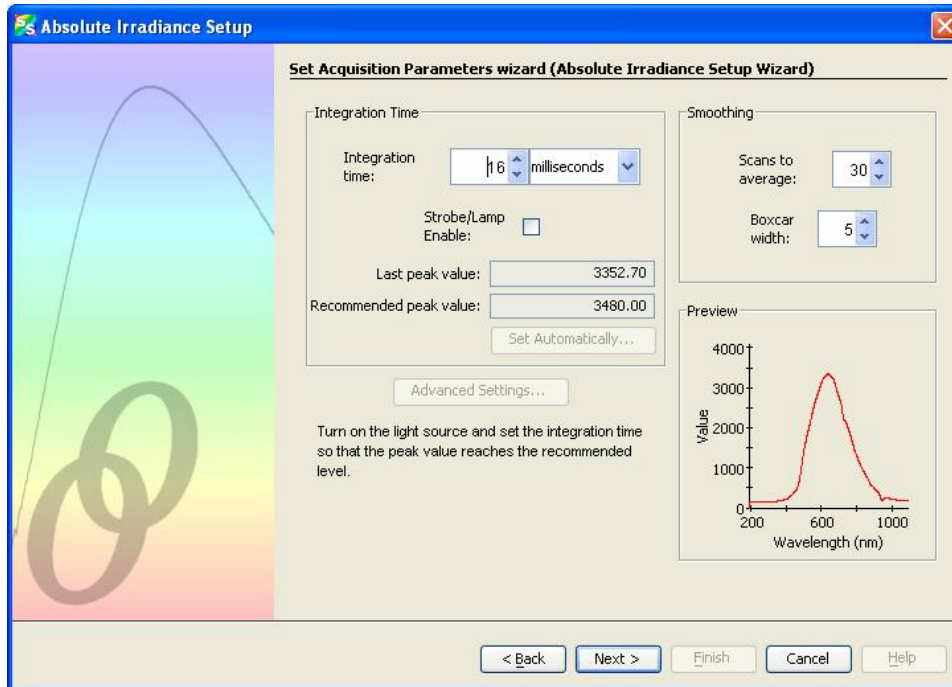 Absolute Irradiance Setup
Set Acquisition Parameters wizard (Absolute Irradiance Setup Wizard)
Integration Time
Integration time:
16
milliseconds
Strobe/Lamp Enable:
Last peak value:
3352.70
Recommended peak value:
3480.00
Set Automatically...
Advanced Settings...
Turn on the light source and set the integration time
so that the peak value reaches the recommended
level.
Smoothing
Scans to average:
30
Boxcar width:
5
Preview
4000
3000
2000
1000
0
Value
200 600 1000
Wavelength (nm)
< Back
Next >
Finish
Cancel
Help